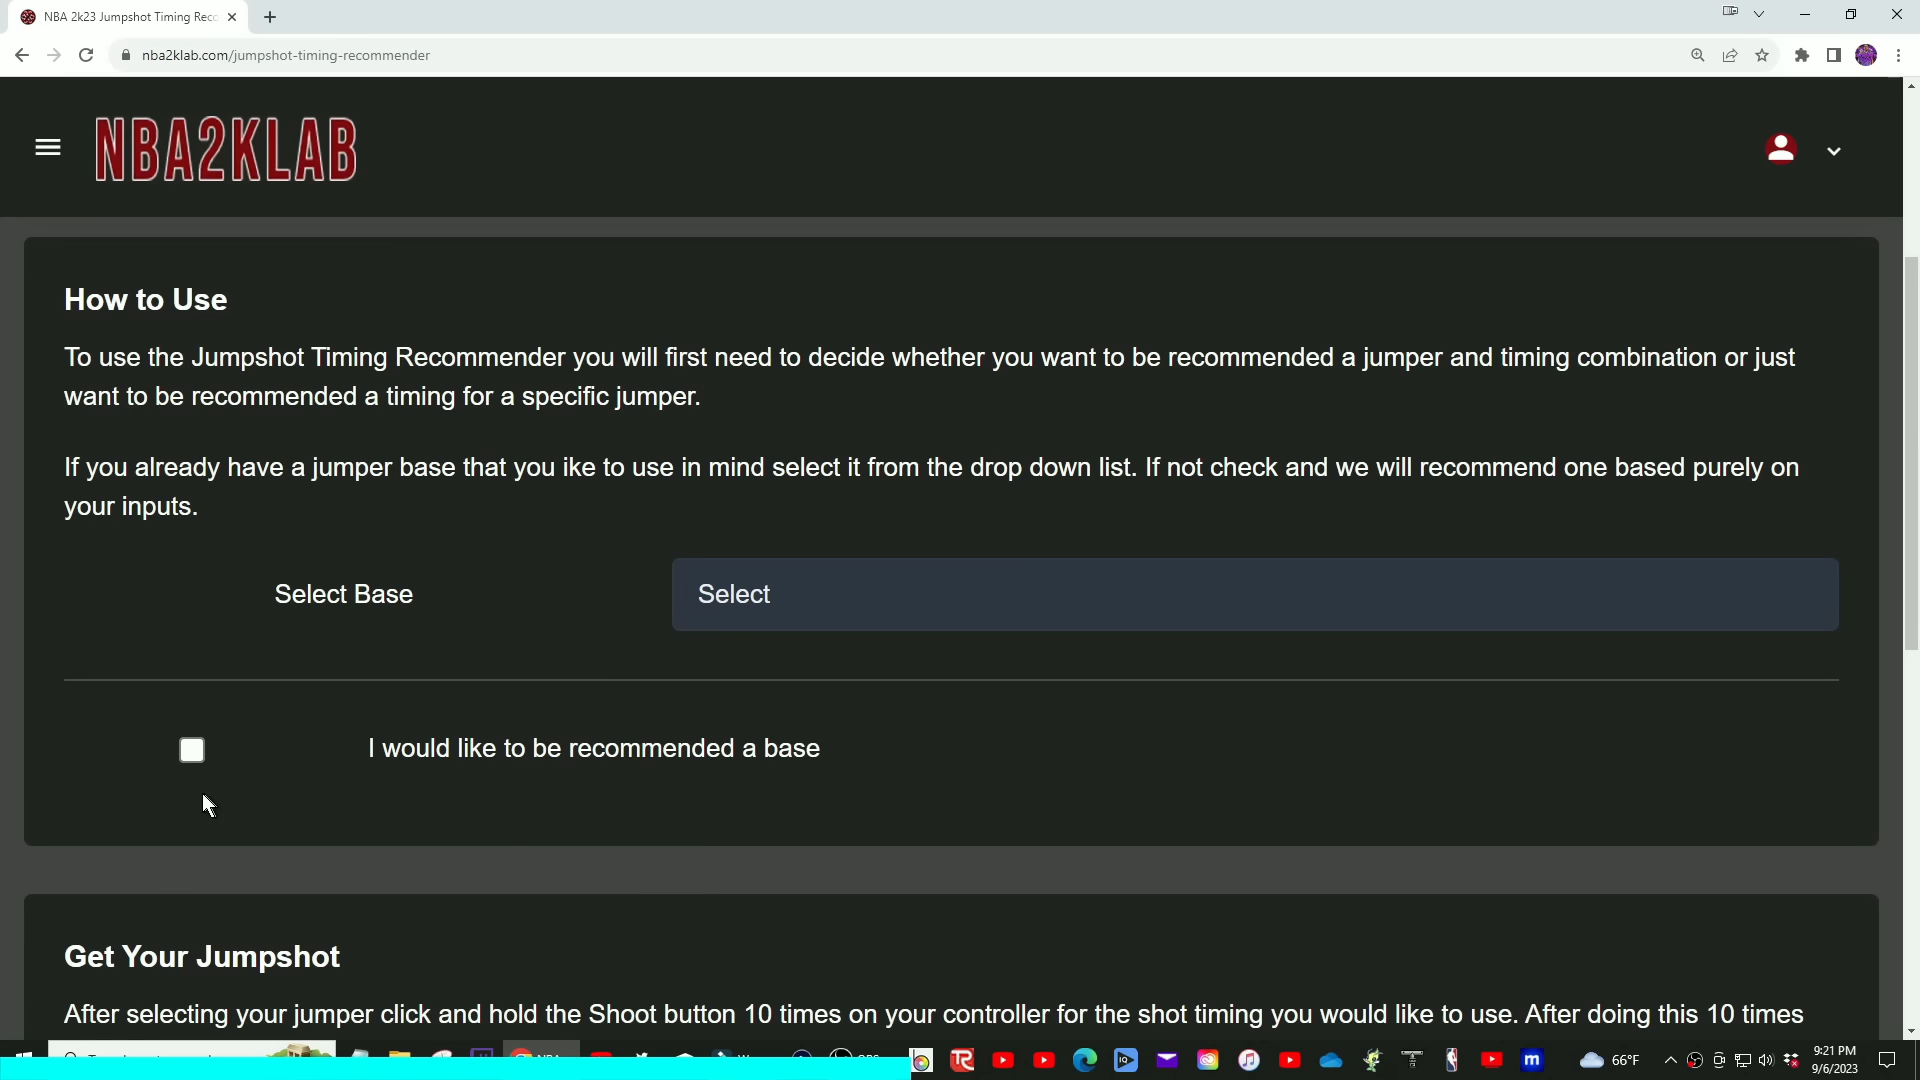 NBA 2k23 Jumpshot Timing Rec
nba2klab.com/jumpshot-timing-recommender
NBA2KLAB
How to Use
To use the Jumpshot Timing Recommender you will first need to decide whether you want to be recommended a jumper and timing combination or just
want to be recommended a timing for a specific jumper.
If you already have a jumper base that you ike to use in mind select it from the drop down list. If not check and we will recommend one based purely on
your inputs.
Select Base
Select
I would like to be recommended a base
Get Your Jumpshot
After selecting your jumper click and hold the Shoot button 10 times on your controller for the shot timing you would like to use. After doing this 10 times
66°F
9:21 PM
9/6/2023